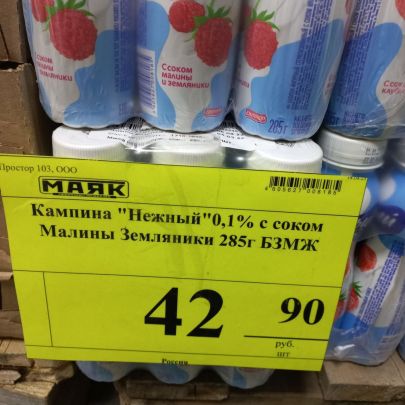 С соком
малины
и земляники
285г
Простор 103, ООО
МАЯК
Кампина "Нежный"0,1% с соком
Малины Земляники 285г БЗМЖ
42 90
руб.
шт
Россия